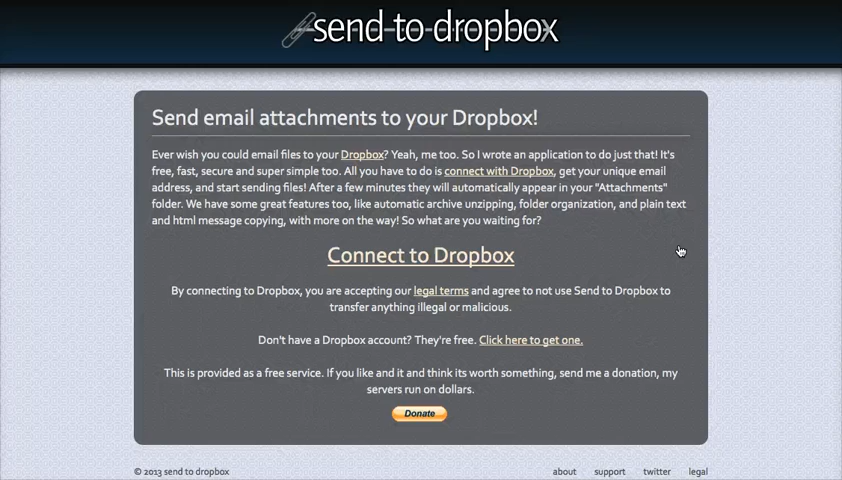 send-to-dropbox
Send email attachments to your Dropbox!
Ever wish you could email files to your Dropbox? Yeah, me too. So I wrote an application to do just that! It's
free, fast, secure and super simple too. All you have to do is connect with Dropbox, get your unique email
address, and start sending files! After a few minutes they will automatically appear in your "Attachments"
folder. We have some great features too, like automatic archive unzipping, folder organization, and plain text
and html message copying, with more on the way! So what are you waiting for?
Connect to Dropbox
By connecting to Dropbox, you are accepting our legal terms and agree to not use Send to Dropbox to
transfer anything illegal or malicious.
Don't have a Dropbox account? They're free. Click here to get one.
This is provided as a free service. If you like and it and think its worth something, send me a donation, my
servers run on dollars.
Donate
© 2013 send to dropbox about support twitter legal